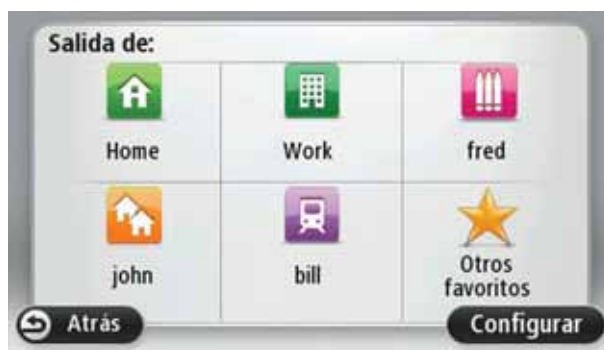 Salida de:
Home
Work
fred
john
bill
Otros
favoritos
Atrás
Configurar